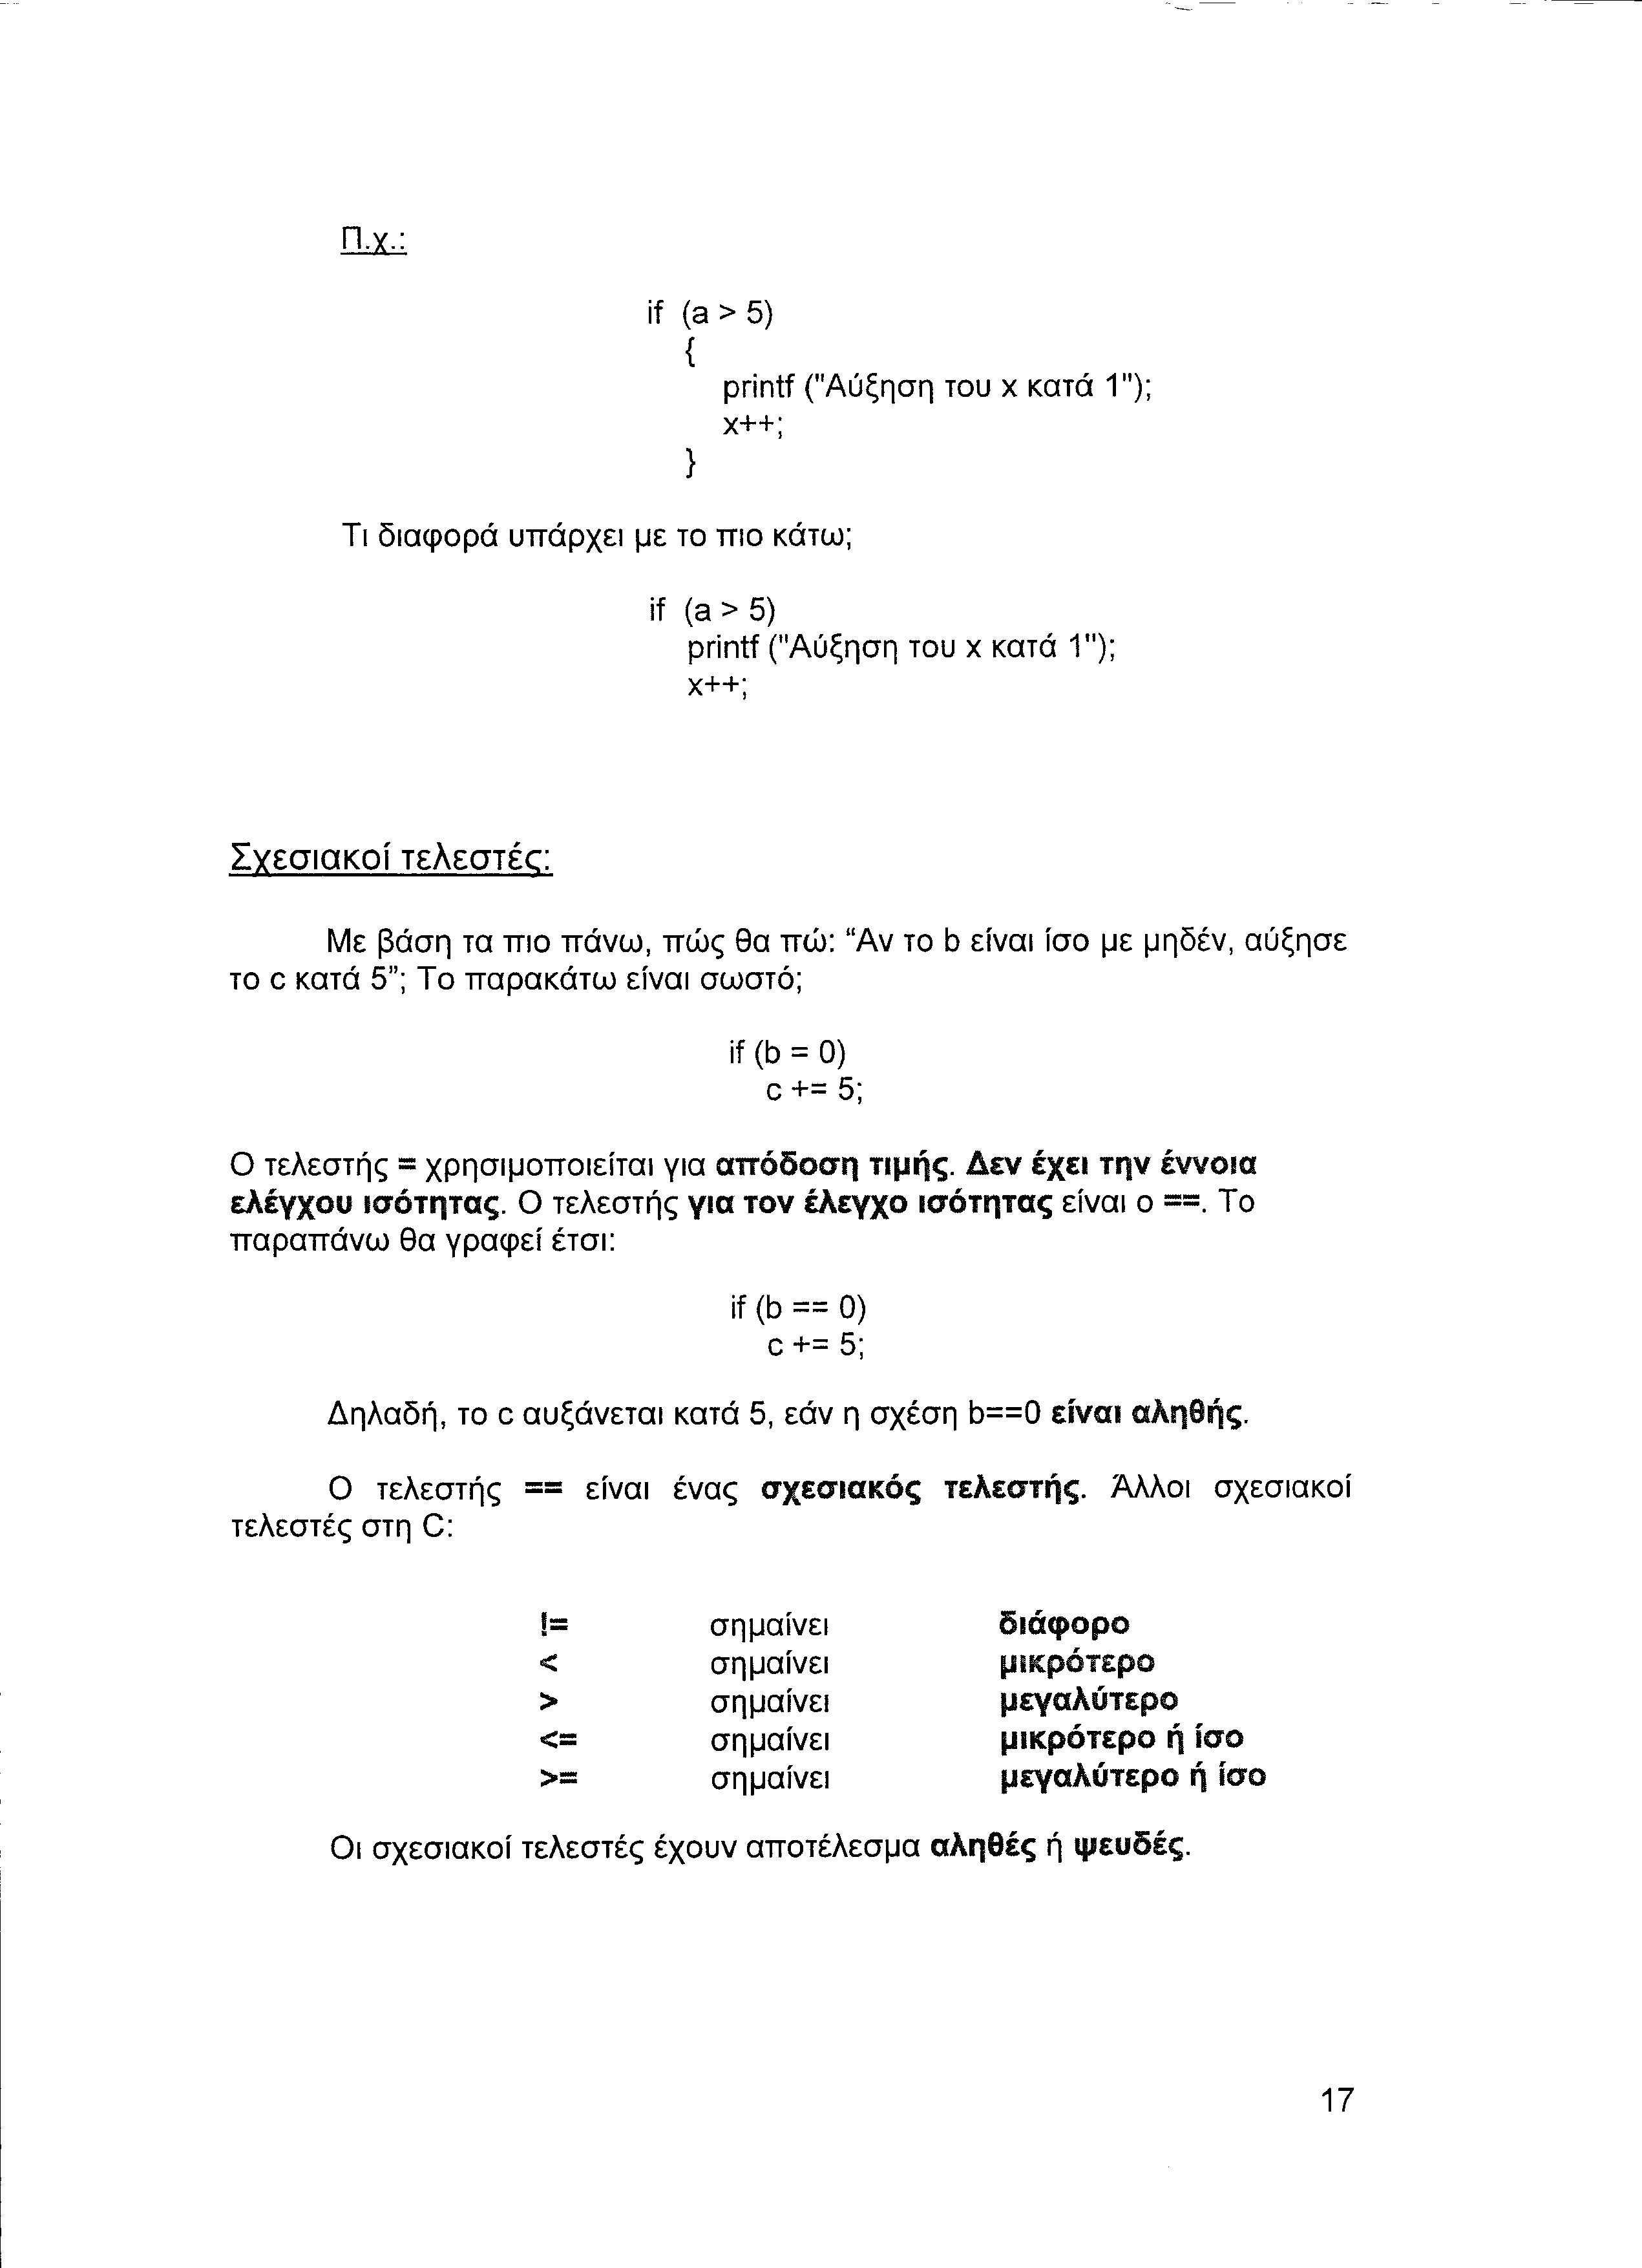 Π.χ.:
if (a > 5)
{
printf ("Αύξηση του x κατά 1");
x++;
}
Τι διαφορά υπάρχει με το πιο κάτω;
if (a > 5)
printf ("Αύξηση του x κατά 1");
x++;
Σχεσιακοί τελεστές:
Με βάση τα πιο πάνω, πώς θα πώ: “Αν το b είναι ίσο με μηδέν, αύξησε
το c κατά 5”; Το παρακάτω είναι σωστό;
if (b = 0)
c += 5;
Ο τελεστής = χρησιμοποιείται για απόδοση τιμής. Δεν έχει την έννοια
ελέγχου ισότητας. Ο τελεστής για τον έλεγχο ισότητας είναι ο ==. Το
παραπάνω θα γραφεί έτσι:
if (b == 0)
c += 5;
Δηλαδή, το c αυξάνεται κατά 5, εάν η σχέση b==0 είναι αληθής.
Ο τελεστής == είναι ένας σχεσιακός τελεστής. Άλλοι σχεσιακοί
τελεστές στη C:
!= σημαίνει διάφορο
< σημαίνει μικρότερο
> σημαίνει μεγαλύτερο
<= σημαίνει μικρότερο ή ίσο
>= σημαίνει μεγαλύτερο ή ίσο
Οι σχεσιακοί τελεστές έχουν αποτέλεσμα αληθές ή ψευδές.
17